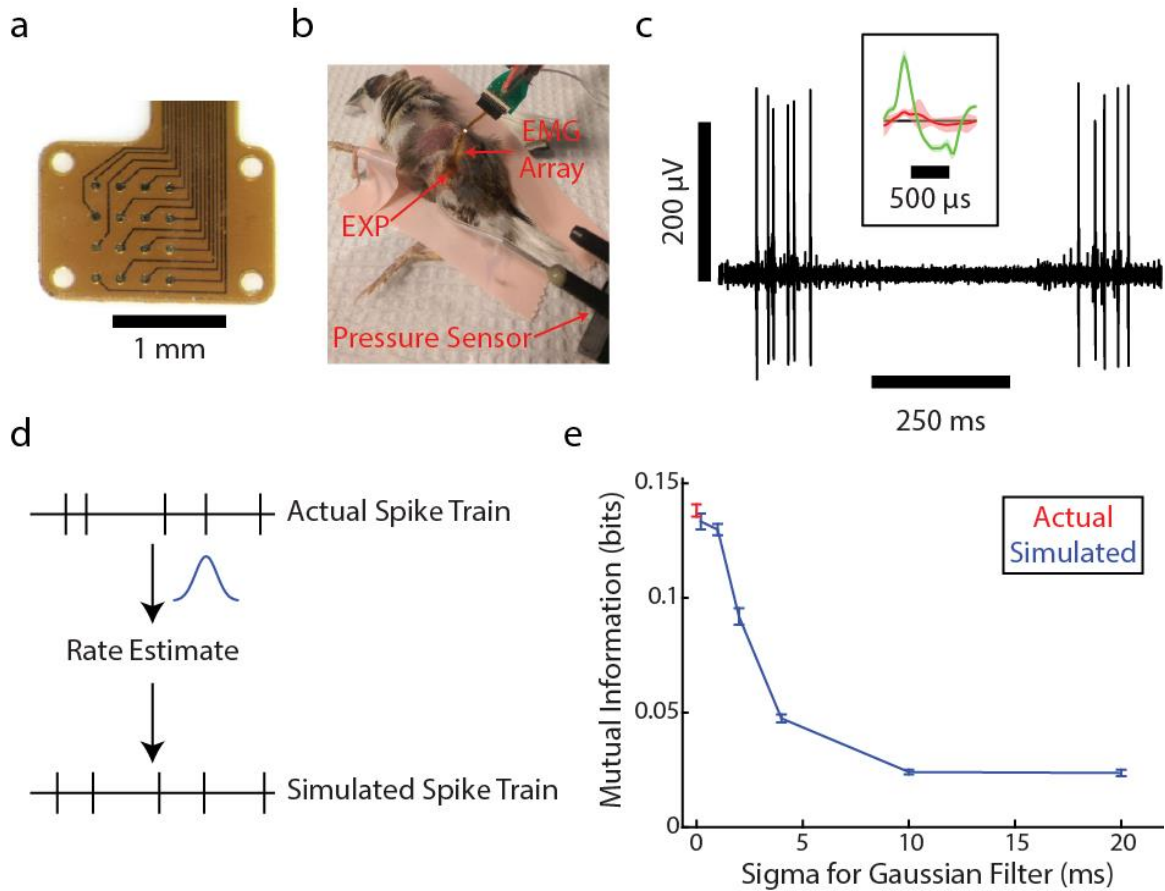 a
1 mm
b
EMG
Array
EXP
Pressure Sensor
c
200 µV
500 µs
250 ms
d
Actual Spike Train
Rate Estimate
Simulated Spike Train
e
Mutual Information (bits)
0.15
0.1
0.05
0
Actual
Simulated
0 5 10 15 20
Sigma for Gaussian Filter (ms)